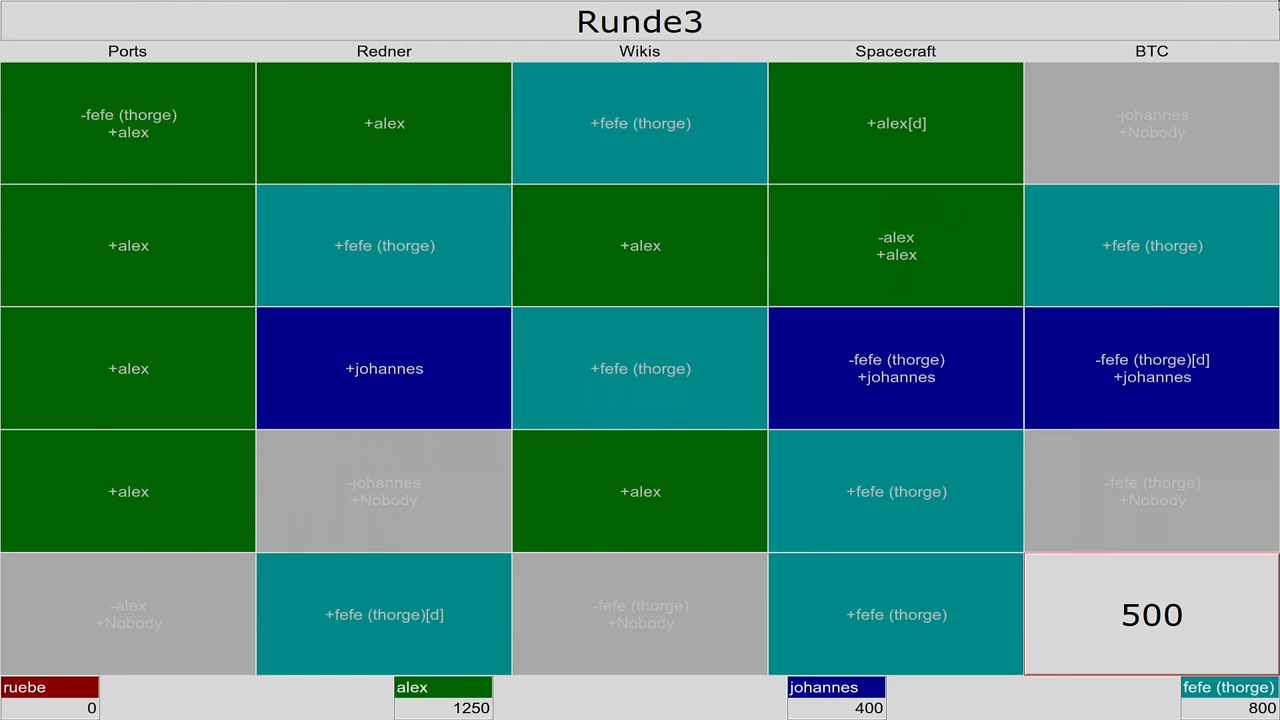 Runde3
Ports
Redner
Wikis
Spacecraft
BTC
-fefe (thorge)
+alex
+alex
+fefe (thorge)
+alex[d]
-johannes
+Nobody
+alex
+fefe (thorge)
+alex
-alex
+alex
+fefe (thorge)
+alex
+johannes
+fefe (thorge)
-fefe (thorge)
+johannes
-fefe (thorge)[d]
+johannes
+alex
-johannes
+Nobody
+alex
+fefe (thorge)
-fefe (thorge)
+Nobody
-alex
+Nobody
+fefe (thorge)[d]
-fefe (thorge)
+Nobody
+fefe (thorge)
500
ruebe
0
alex
1250
johannes
400
fefe (thorge)
800